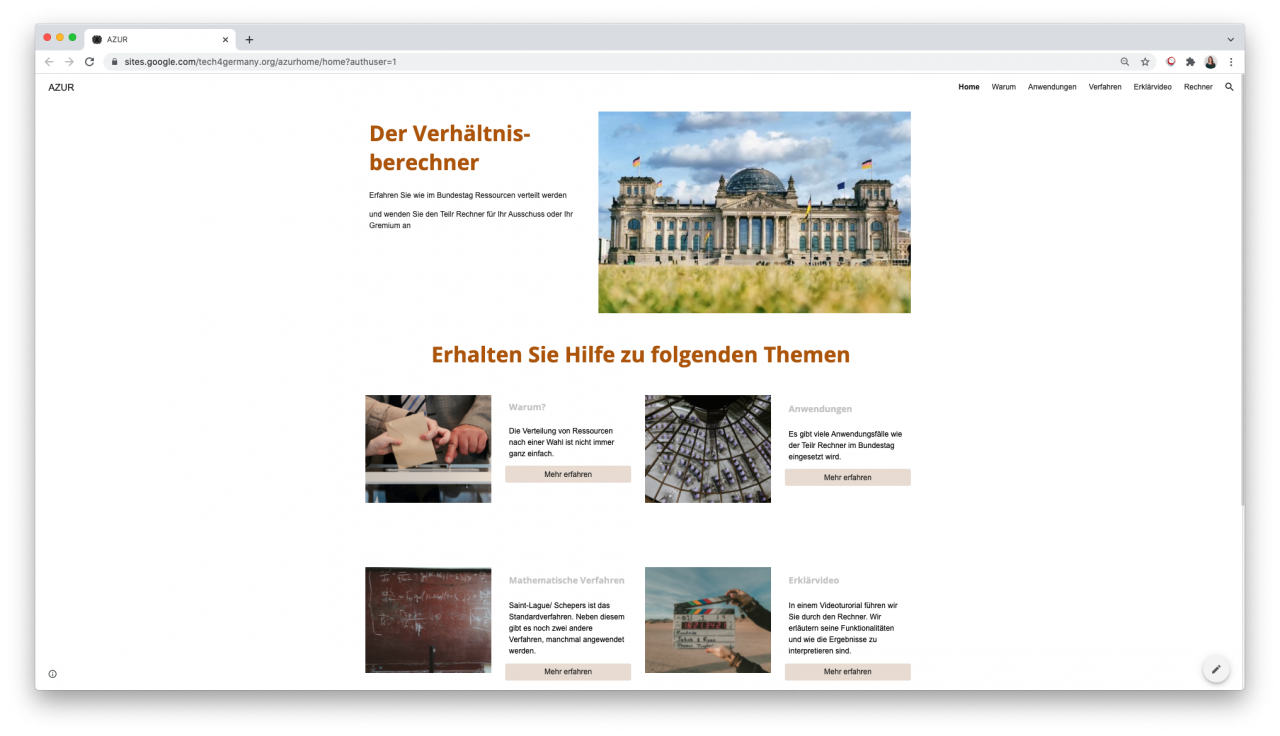 AZUR
sites.google.com/tech4germany.org/azurhome/home?authuser=1
AZUR
Home Warum Anwendungen Verfahren Erklärvideo Rechner
Der Verhältnis-
berechner
Erfahren Sie wie im Bundestag Ressourcen verteilt werden
und wenden Sie den Teilr Rechner für Ihr Ausschuss oder Ihr
Gremium an
Erhalten Sie Hilfe zu folgenden Themen
Warum?
Die Verteilung von Ressourcen
nach einer Wahl ist nicht immer
ganz einfach.
Mehr erfahren
Anwendungen
Es gibt viele Anwendungsfälle wie
der Teilr Rechner im Bundestag
eingesetzt wird.
Mehr erfahren
Mathematische Verfahren
Saint-Lague/ Schepers ist das
Standardverfahren. Neben diesem
gibt es noch zwei andere
Verfahren, manchmal angewendet
werden.
Mehr erfahren
Erklärvideo
In einem Videoturorial führen wir
Sie durch den Rechner. Wir
erläutern seine Funktionalitäten
und wie die Ergebnisse zu
interpretieren sind.
Mehr erfahren